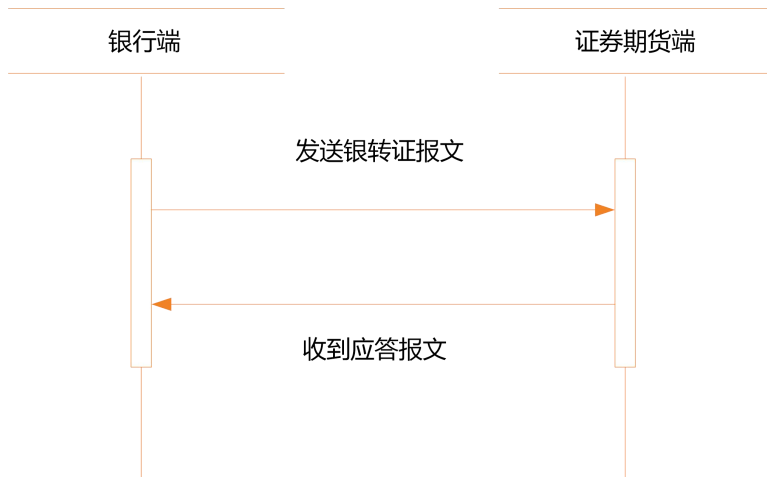 银行端
证券期货端
发送银转证报文
收到应答报文